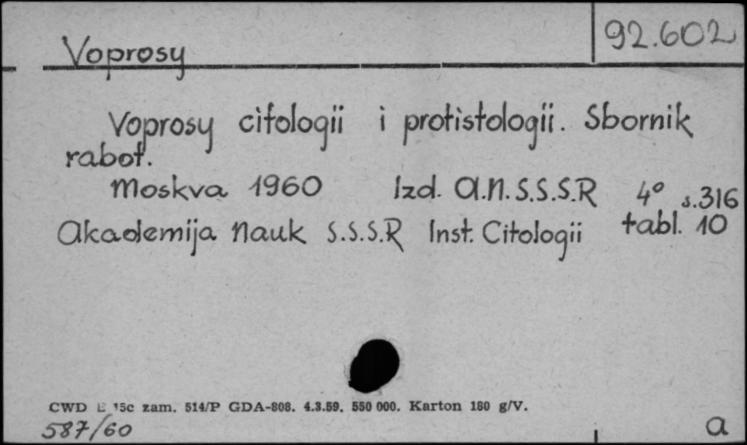 92.602
Voprosy
Voprosy citologii i protistologii. Sbornik
rabot.
Moskva 1960 Izd. A.N.S.S.S.R 4° s.316
Akademija Nauk S.S.S.R Inst. Citologii tabl. 10
CWD E 15c zam. 514/P GDA-808. 4.3.59. 550 000. Karton 180 g/V.
587/60
a